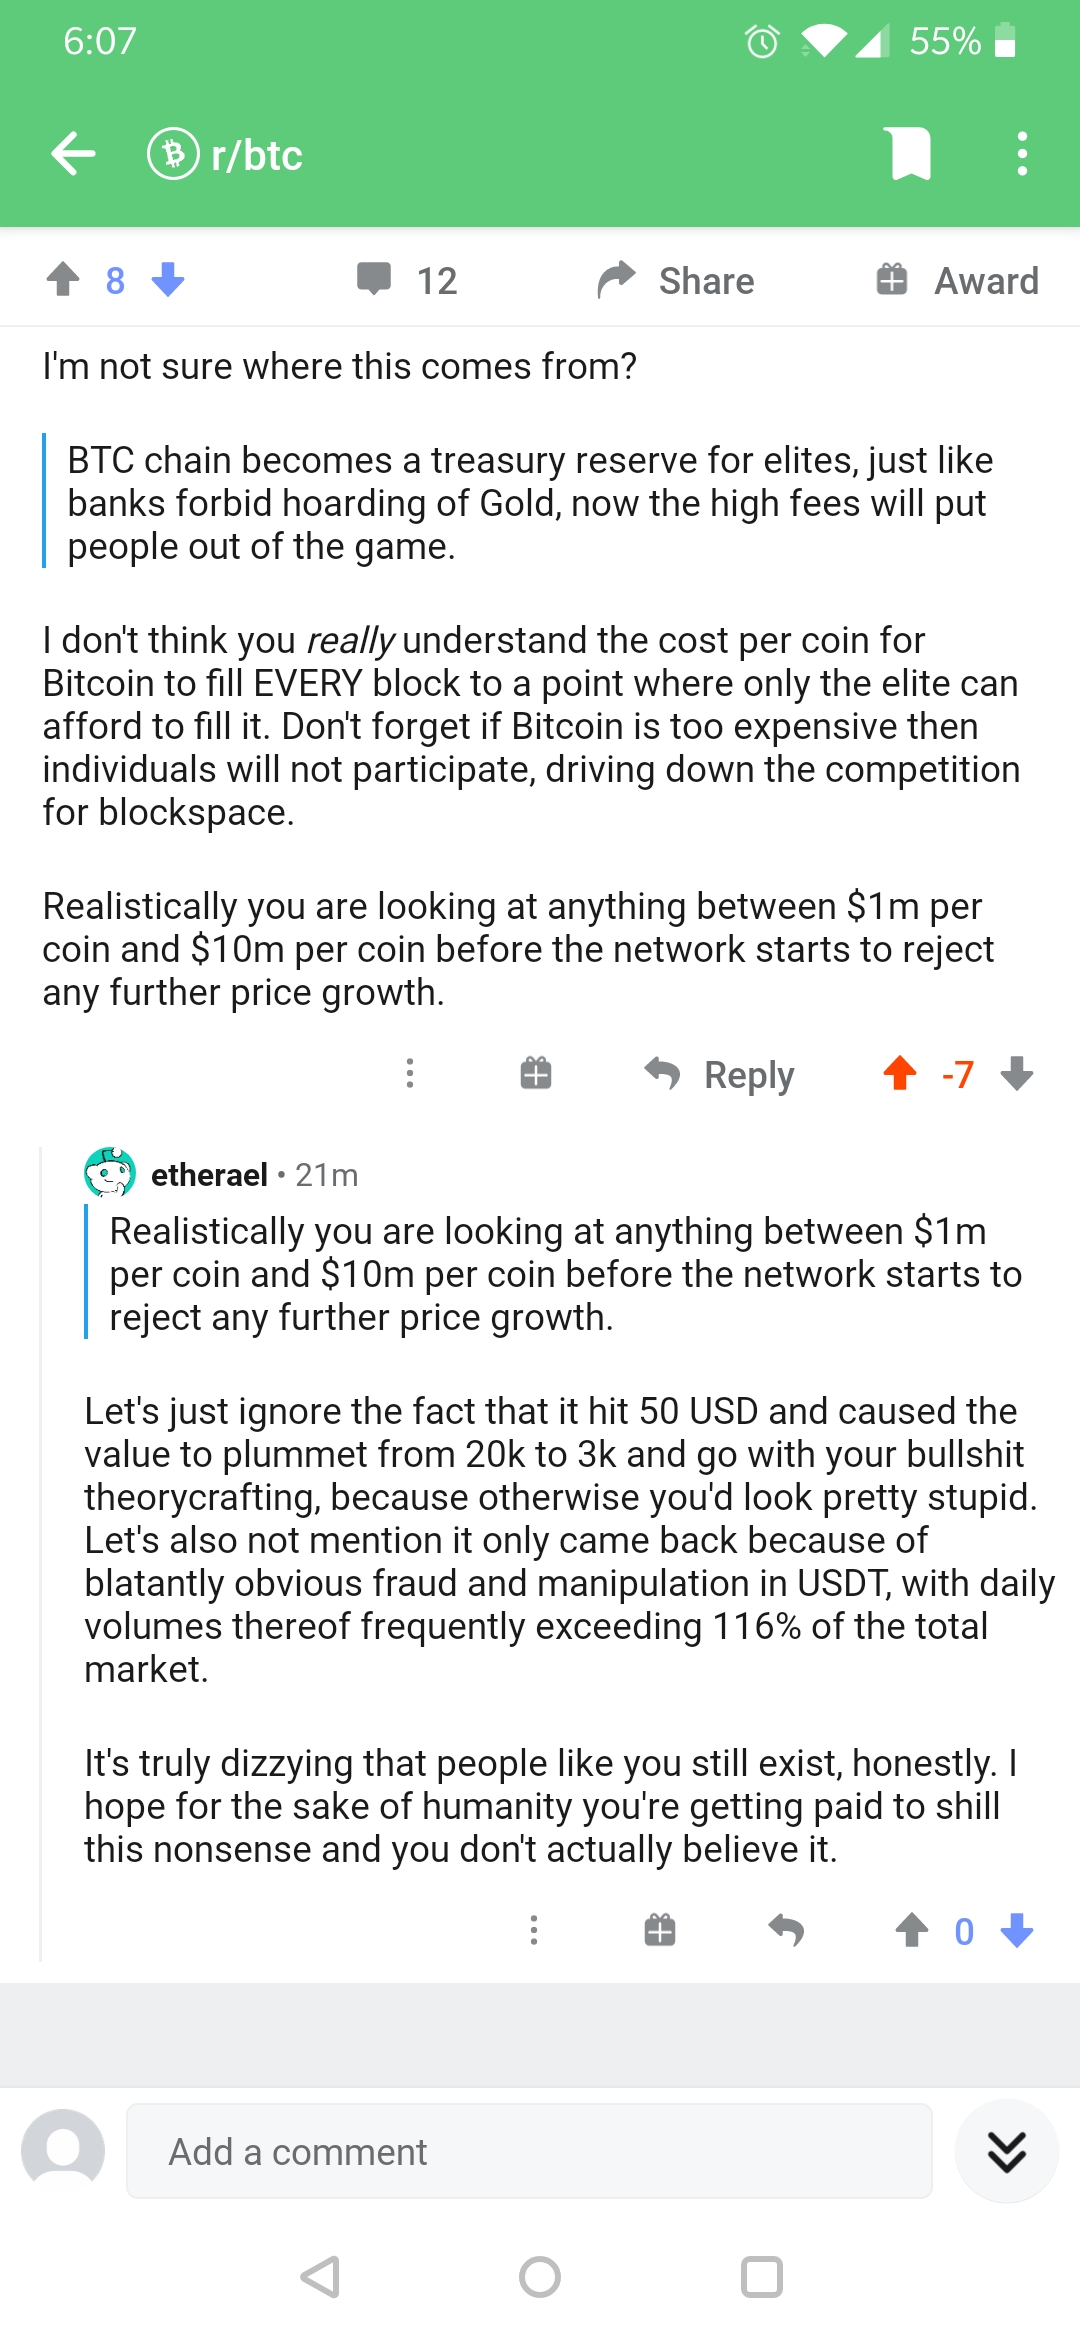 6:07
55%
r/btc
8
12
Share
Award
I'm not sure where this comes from?
BTC chain becomes a treasury reserve for elites, just like
banks forbid hoarding of Gold, now the high fees will put
people out of the game.
I don't think you really understand the cost per coin for
Bitcoin to fill EVERY block to a point where only the elite can
afford to fill it. Don't forget if Bitcoin is too expensive then
individuals will not participate, driving down the competition
for blockspace.
Realistically you are looking at anything between $1m per
coin and $10m per coin before the network starts to reject
any further price growth.
Reply
-7
etherael • 21m
Realistically you are looking at anything between $1m
per coin and $10m per coin before the network starts to
reject any further price growth.
Let's just ignore the fact that it hit 50 USD and caused the
value to plummet from 20k to 3k and go with your bullshit
theorycrafting, because otherwise you'd look pretty stupid.
Let's also not mention it only came back because of
blatantly obvious fraud and manipulation in USDT, with daily
volumes thereof frequently exceeding 116% of the total
market.
It's truly dizzying that people like you still exist, honestly. I
hope for the sake of humanity you're getting paid to shill
this nonsense and you don't actually believe it.
0
Add a comment